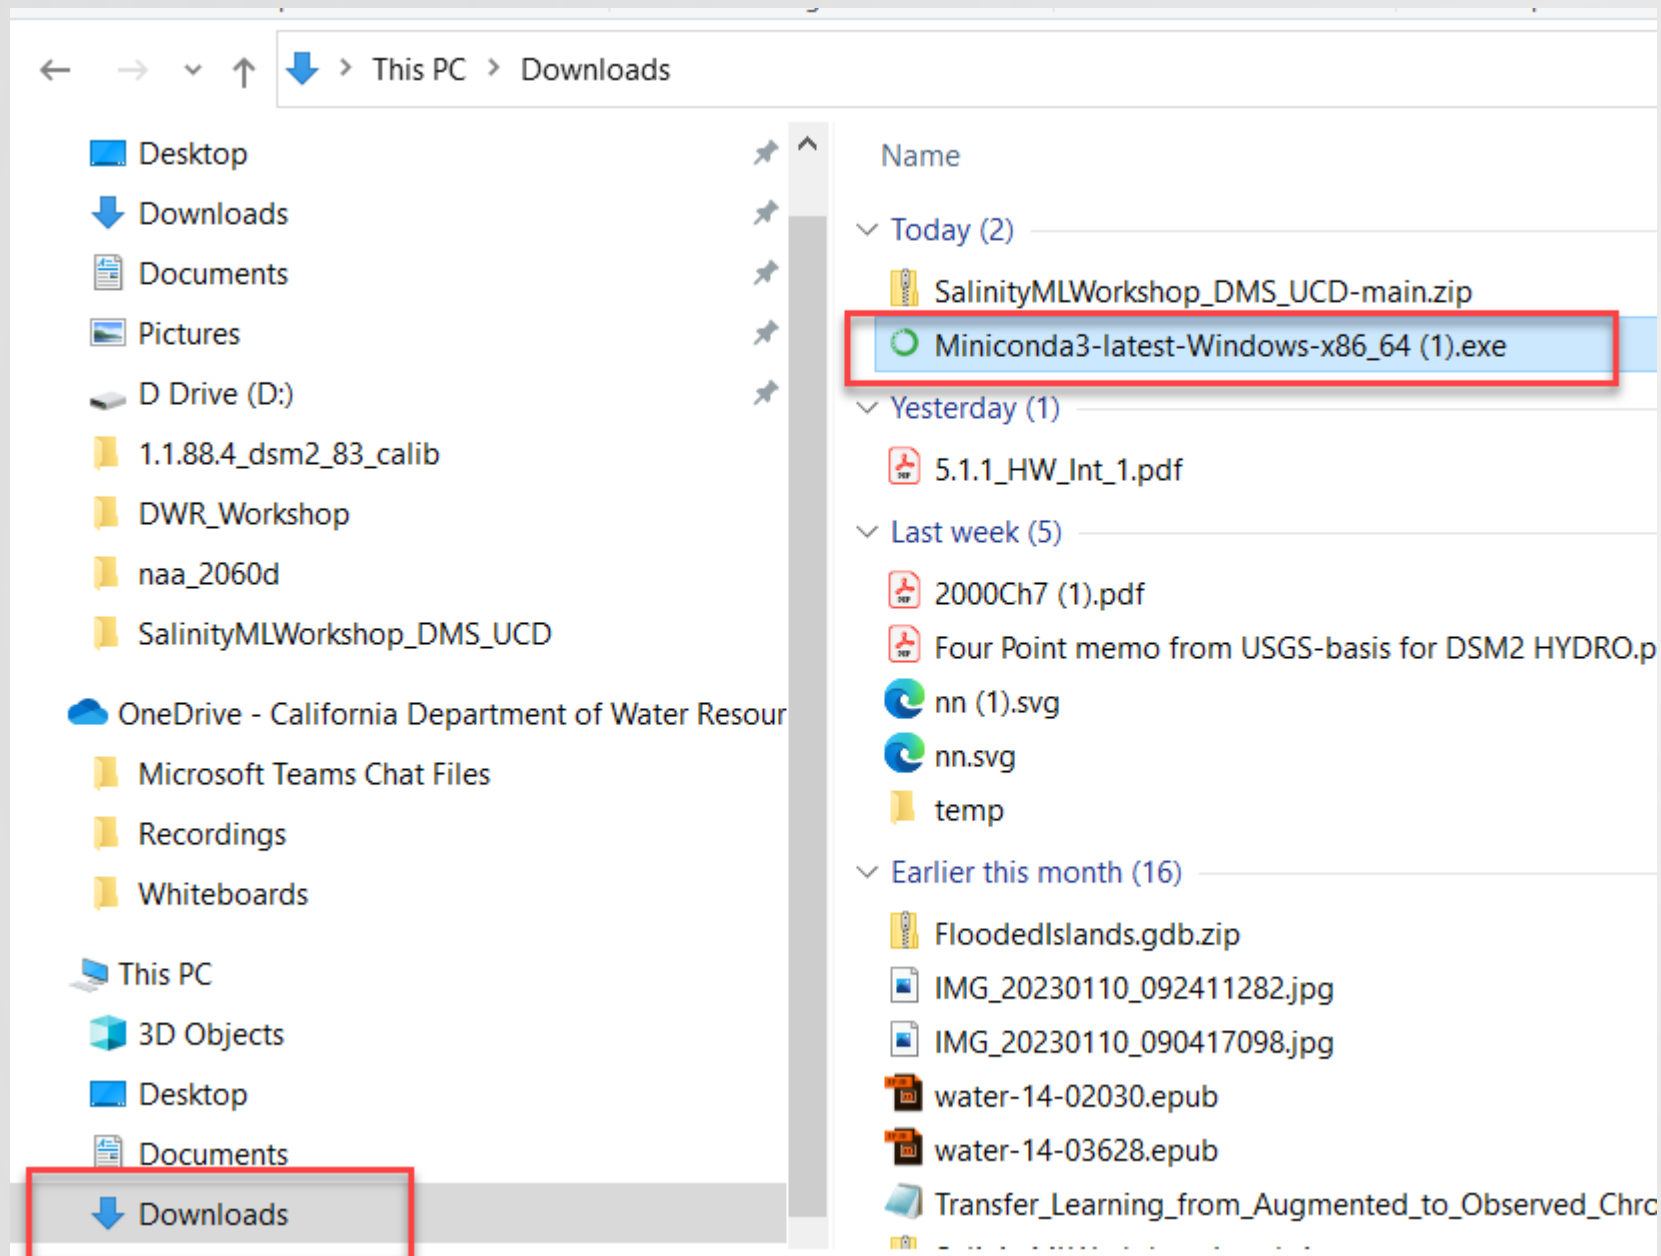 This PC > Downloads
Desktop
Downloads
Documents
Pictures
D Drive (D:)
1.1.88.4_dsm2_83_calib
DWR_Workshop
naa_2060d
SalinityMLWorkshop_DMS_UCD
OneDrive - California Department of Water Resour
Microsoft Teams Chat Files
Recordings
Whiteboards
This PC
3D Objects
Desktop
Documents
Downloads
Name
Today (2)
SalinityMLWorkshop_DMS_UCD-main.zip
Miniconda3-latest-Windows-x86_64 (1).exe
Yesterday (1)
5.1.1_HW_Int_1.pdf
Last week (5)
2000Ch7 (1).pdf
Four Point memo from USGS-basis for DSM2 HYDRO.p
nn (1).svg
nn.svg
temp
Earlier this month (16)
FloodedIslands.gdb.zip
IMG_20230110_092411282.jpg
IMG_20230110_090417098.jpg
water-14-02030.epub
water-14-03628.epub
Transfer_Learning_from_Augmented_to_Observed_Chro